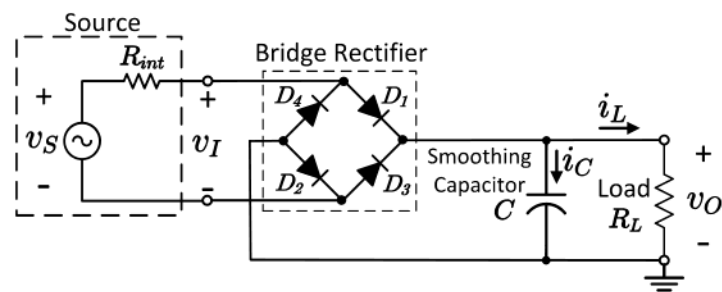 Source
R_int
+
v_S
-
+
v_I
-
Bridge Rectifier
D_4
D_1
D_2
D_3
Smoothing
Capacitor
C
i_C
i_L
Load
R_L
+
v_O
-